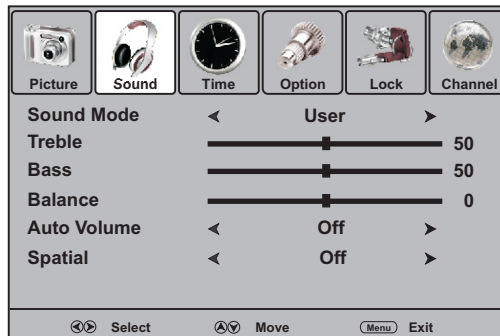 Picture Sound Time Option Lock Channel
Sound Mode User
Treble 50
Bass 50
Balance 0
Auto Volume Off
Spatial Off
Select Move Menu Exit